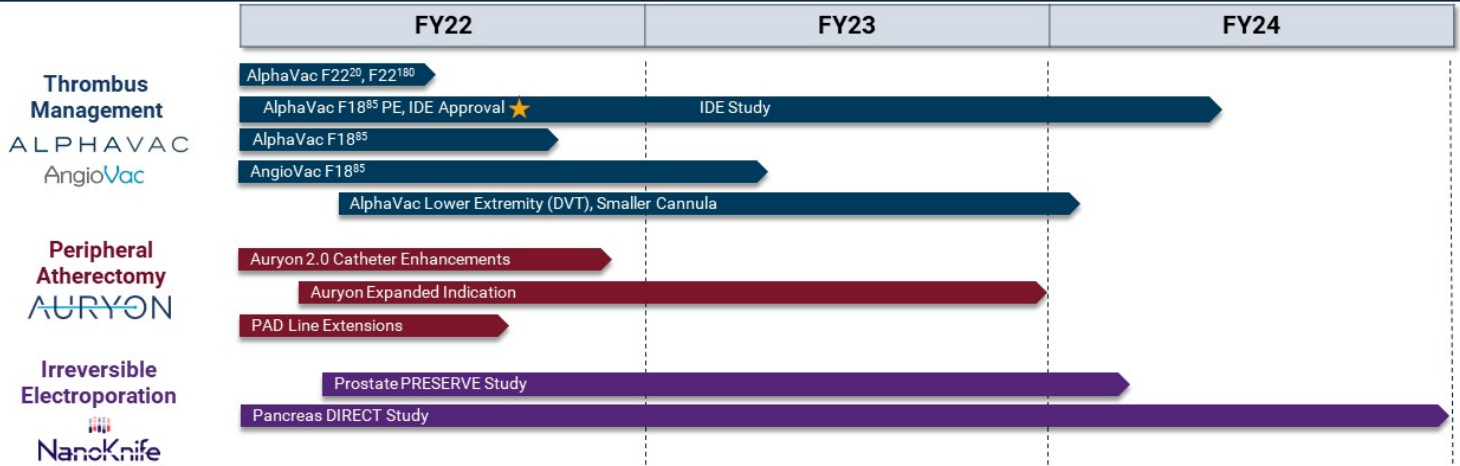 FY22 FY23 FY24
Thrombus
Management
ALPHAVAC
AngioVac
AlphaVac F22²⁰, F22¹⁸⁰
AlphaVac F18⁸⁵ PE, IDE Approval IDE Study
AlphaVac F18⁸⁵
AngioVac F18⁸⁵
AlphaVac Lower Extremity (DVT), Smaller Cannula
Peripheral
Atherectomy
AURYON
Auryon 2.0 Catheter Enhancements
Auryon Expanded Indication
PAD Line Extensions
Irreversible
Electroporation
NanoKnife
Prostate PRESERVE Study
Pancreas DIRECT Study